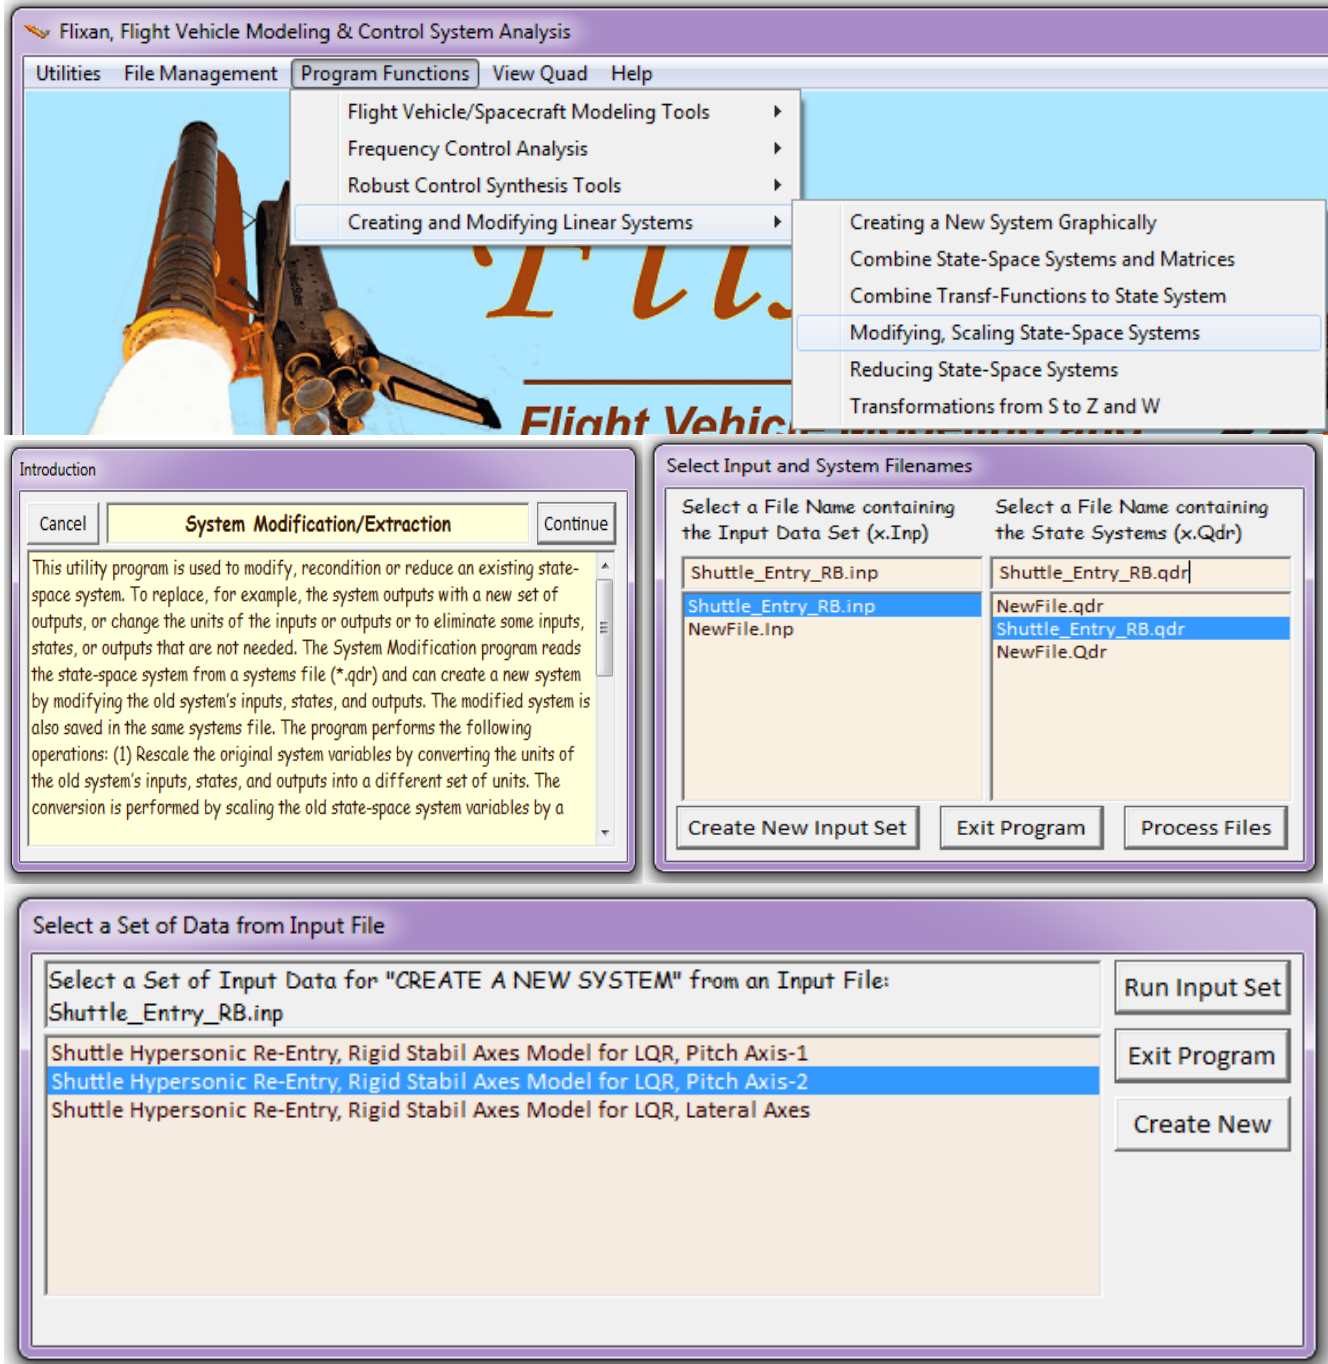 Flixan, Flight Vehicle Modeling & Control System Analysis
Utilities File Management Program Functions View Quad Help
Flight Vehicle/Spacecraft Modeling Tools
Frequency Control Analysis
Robust Control Synthesis Tools
Creating and Modifying Linear Systems
Creating a New System Graphically
Combine State-Space Systems and Matrices
Combine Transf-Functions to State System
Modifying, Scaling State-Space Systems
Reducing State-Space Systems
Transformations from S to Z and W
Flight Vehicle Modeling and
Introduction
Cancel
System Modification/Extraction
Continue
This utility program is used to modify, recondition or reduce an existing state-
space system. To replace, for example, the system outputs with a new set of
outputs, or change the units of the inputs or outputs or to eliminate some inputs,
states, or outputs that are not needed. The System Modification program reads
the state-space system from a systems file (*.qdr) and can create a new system
by modifying the old system's inputs, states, and outputs. The modified system is
also saved in the same systems file. The program performs the following
operations: (1) Rescale the original system variables by converting the units of
the old system's inputs, states, and outputs into a different set of units. The
conversion is performed by scaling the old state-space system variables by a
Select Input and System Filenames
Select a File Name containing
the Input Data Set (x.Inp)
Shuttle_Entry_RB.inp
Shuttle_Entry_RB.inp
NewFile.Inp
Select a File Name containing
the State Systems (x.Qdr)
Shuttle_Entry_RB.qdr
NewFile.qdr
Shuttle_Entry_RB.qdr
NewFile.Qdr
Create New Input Set
Exit Program
Process Files
Select a Set of Data from Input File
Select a Set of Input Data for "CREATE A NEW SYSTEM" from an Input File:
Shuttle_Entry_RB.inp
Shuttle Hypersonic Re-Entry, Rigid Stabil Axes Model for LQR, Pitch Axis-1
Shuttle Hypersonic Re-Entry, Rigid Stabil Axes Model for LQR, Pitch Axis-2
Shuttle Hypersonic Re-Entry, Rigid Stabil Axes Model for LQR, Lateral Axes
Run Input Set
Exit Program
Create New